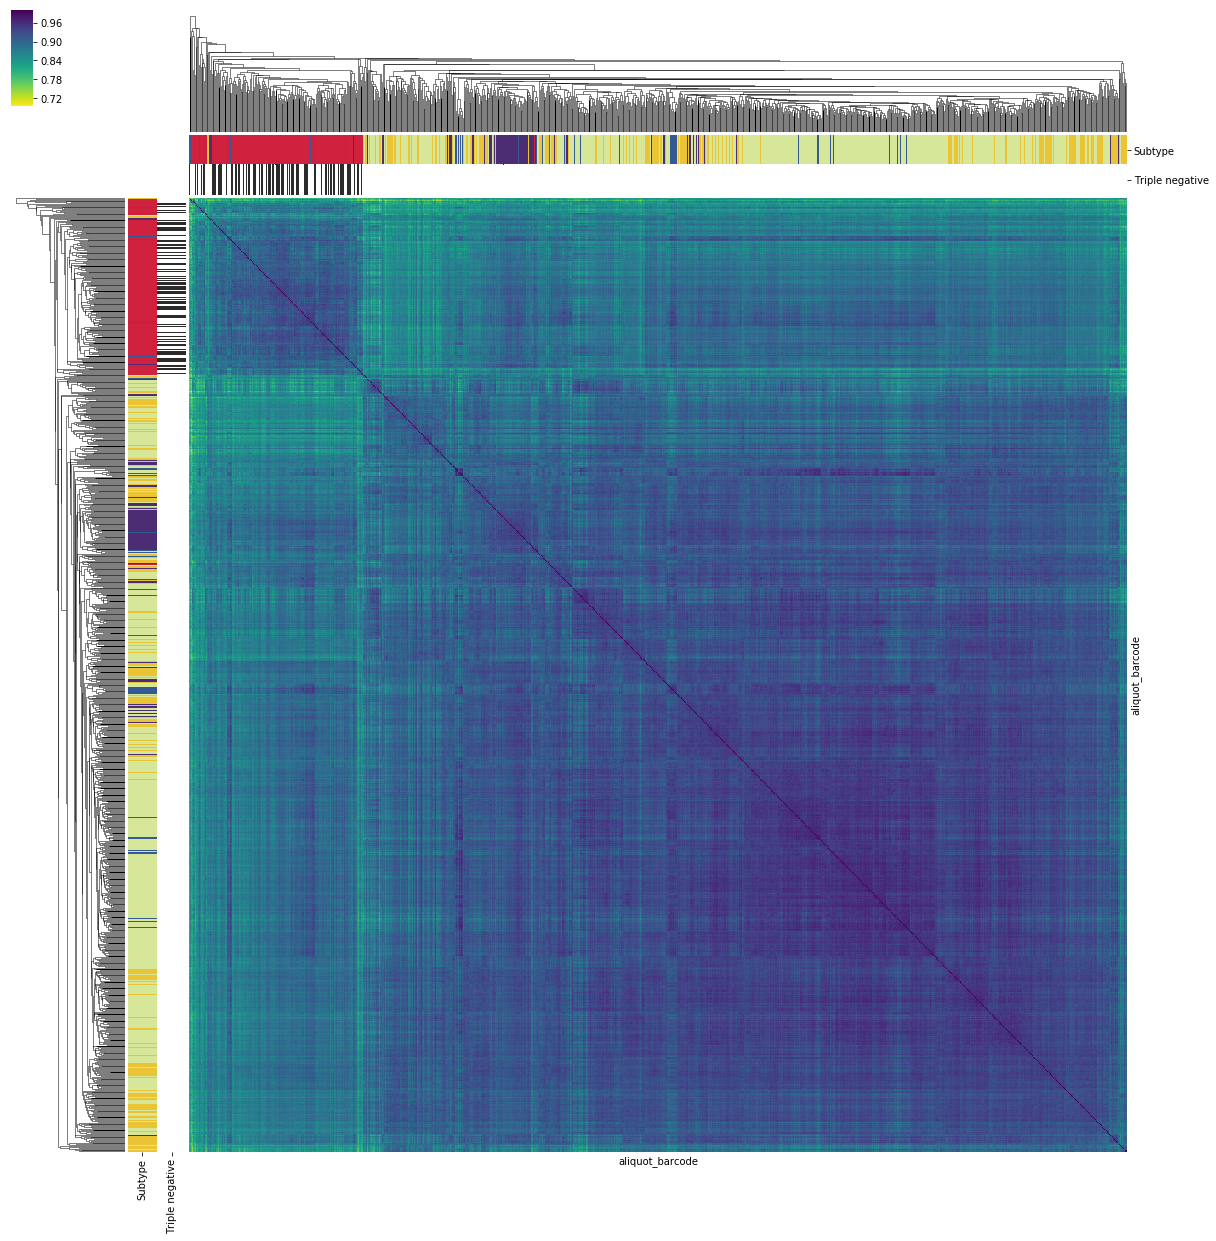 0.96
0.90
0.84
0.78
0.72
Subtype
Triple negative
aliquot_barcode
aliquot_barcode
Subtype
Triple negative